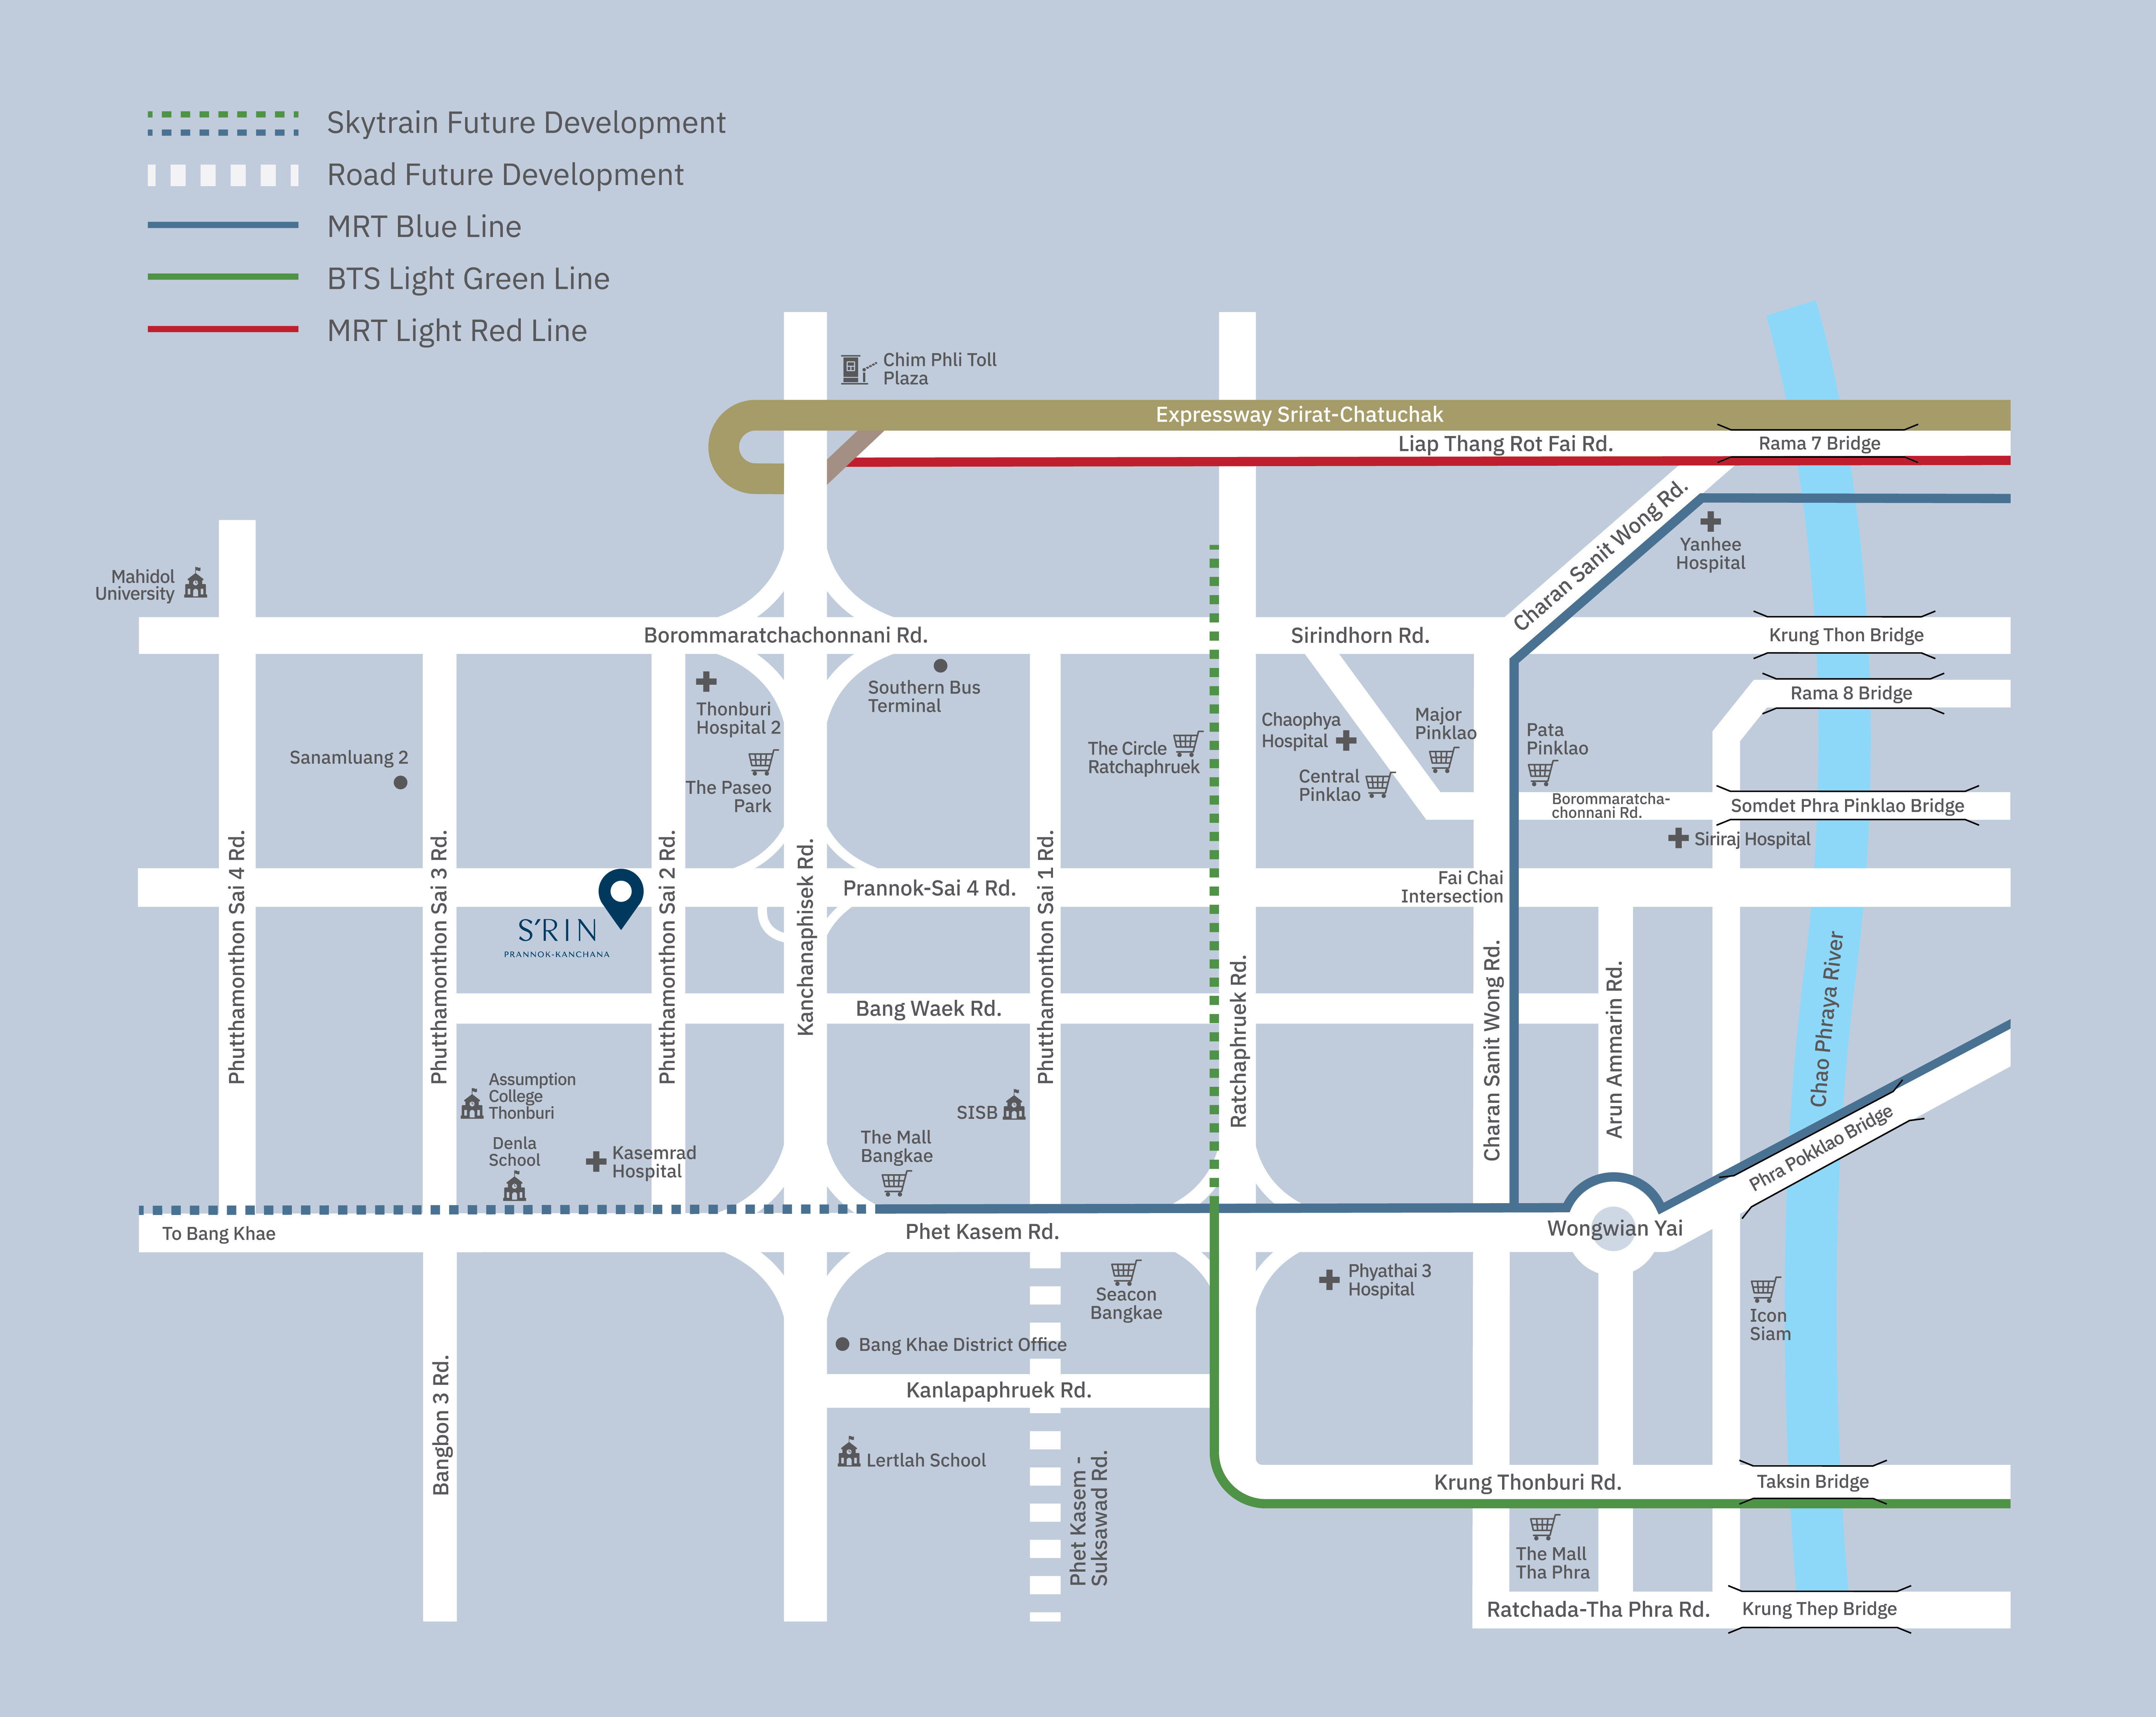 Skytrain Future Development
Road Future Development
MRT Blue Line
BTS Light Green Line
MRT Light Red Line
Chim Phli Toll
Plaza
Expressway Srirat-Chatuchak
Liap Thang Rot Fai Rd.
Rama 7 Bridge
Charan Sanit Wong Rd.
Yanhee
Hospital
Mahidol
University
Borommaratchachonnani Rd.
Sirindhorn Rd.
Krung Thon Bridge
Southern Bus
Terminal
Rama 8 Bridge
Thonburi
Hospital 2
Chaophya
Hospital
Major
Pinklao
Pata
Pinklao
Sanamluang 2
The Circle
Ratchaphruek
The Paseo
Park
Central
Pinklao
Borommaratcha-
chonnani Rd.
Somdet Phra Pinklao Bridge
Siriraj Hospital
Phutthamonthon Sai 4 Rd.
Phutthamonthon Sai 3 Rd.
Phutthamonthon Sai 2 Rd.
Kanchanaphisek Rd.
Phutthamonthon Sai 1 Rd.
Prannok-Sai 4 Rd.
Fai Chai
Intersection
S'RIN
PRANNOK-KANCHANA
Ratchaphruek Rd.
Charan Sanit Wong Rd.
Arun Ammarin Rd.
Chao Phraya River
Bang Waek Rd.
Assumption
College
Thonburi
SISB
Denla
School
Kasemrad
Hospital
The Mall
Bangkae
Phra Pokklao Bridge
To Bang Khae
Phet Kasem Rd.
Wongwian Yai
Seacon
Bangkae
Phyathai 3
Hospital
Icon
Siam
Bang Khae District Office
Kanlapaphruek Rd.
Bangbon 3 Rd.
Lertlah School
Phet Kasem -
Suksawad Rd.
Krung Thonburi Rd.
Taksin Bridge
The Mall
Tha Phra
Ratchada-Tha Phra Rd.
Krung Thep Bridge